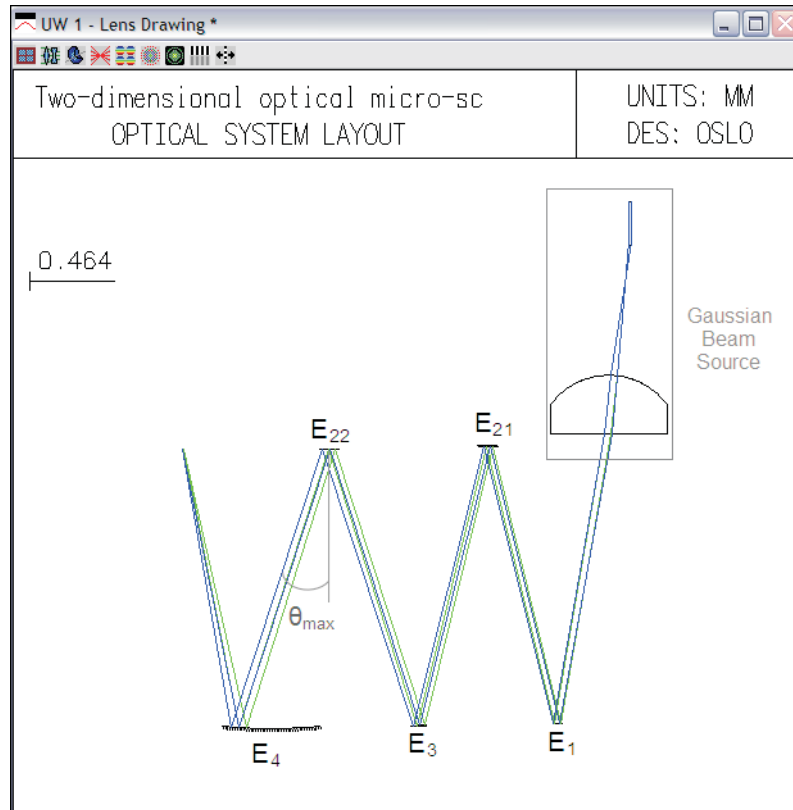 UW 1 - Lens Drawing *
Two-dimensional optical micro-sc
OPTICAL SYSTEM LAYOUT
UNITS: MM
DES: OSLO
0.464
Gaussian
Beam
Source
E22
E21
θmax
E4
E3
E1